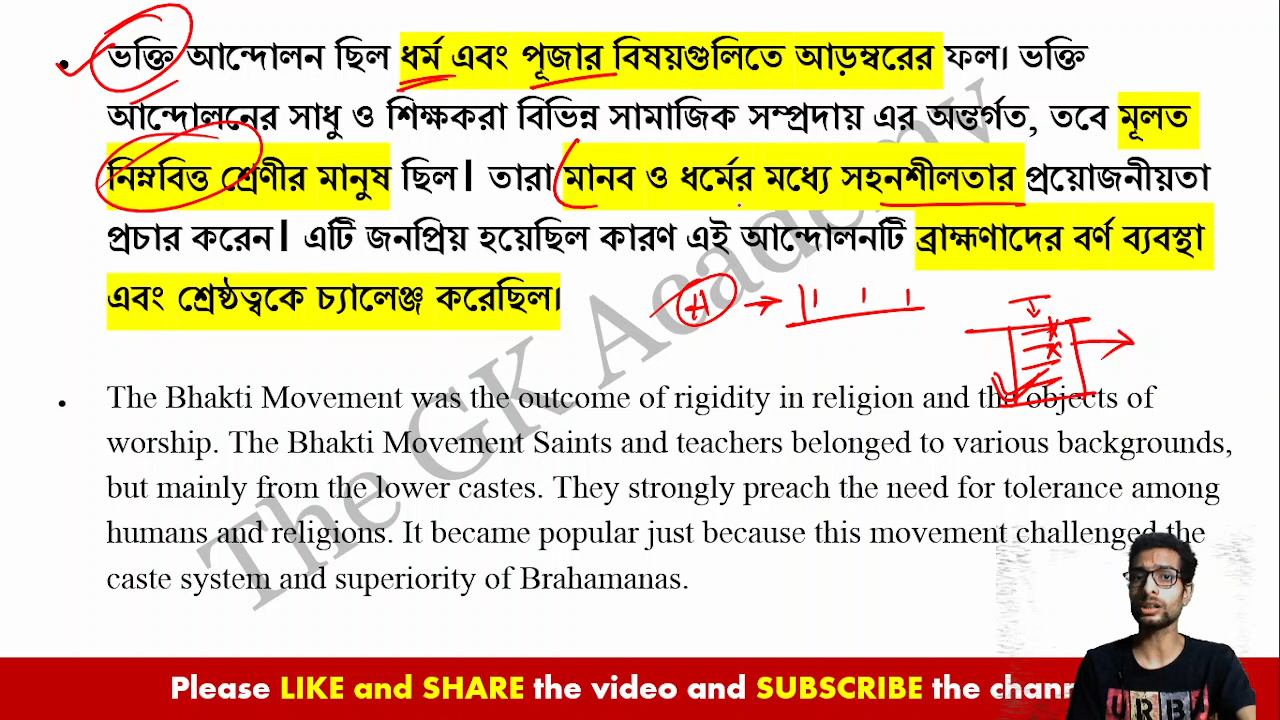 ভক্তি আন্দোলন ছিল ধর্ম এবং পূজার বিষয়গুলিতে আড়ম্বরের ফল। ভক্তি
আন্দোলনের সাধু ও শিক্ষকরা বিভিন্ন সামাজিক সম্প্রদায় এর অন্তর্গত, তবে মূলত
নিম্নবিত্ত শ্রেণীর মানুষ ছিল। তারা মানব ও ধর্মের মধ্যে সহনশীলতার প্রয়োজনীয়তা
প্রচার করেন। এটি জনপ্রিয় হয়েছিল কারণ এই আন্দোলনটি ব্রাহ্মণাদের বর্ণ ব্যবস্থা
এবং শ্রেষ্ঠত্বকে চ্যালেঞ্জ করেছিল।
H
The Bhakti Movement was the outcome of rigidity in religion and the objects of
worship. The Bhakti Movement Saints and teachers belonged to various backgrounds,
but mainly from the lower castes. They strongly preach the need for tolerance among
humans and religions. It became popular just because this movement challenged the
caste system and superiority of Brahamanas.
The GK Academy
Please LIKE and SHARE the video and SUBSCRIBE the chann
URB